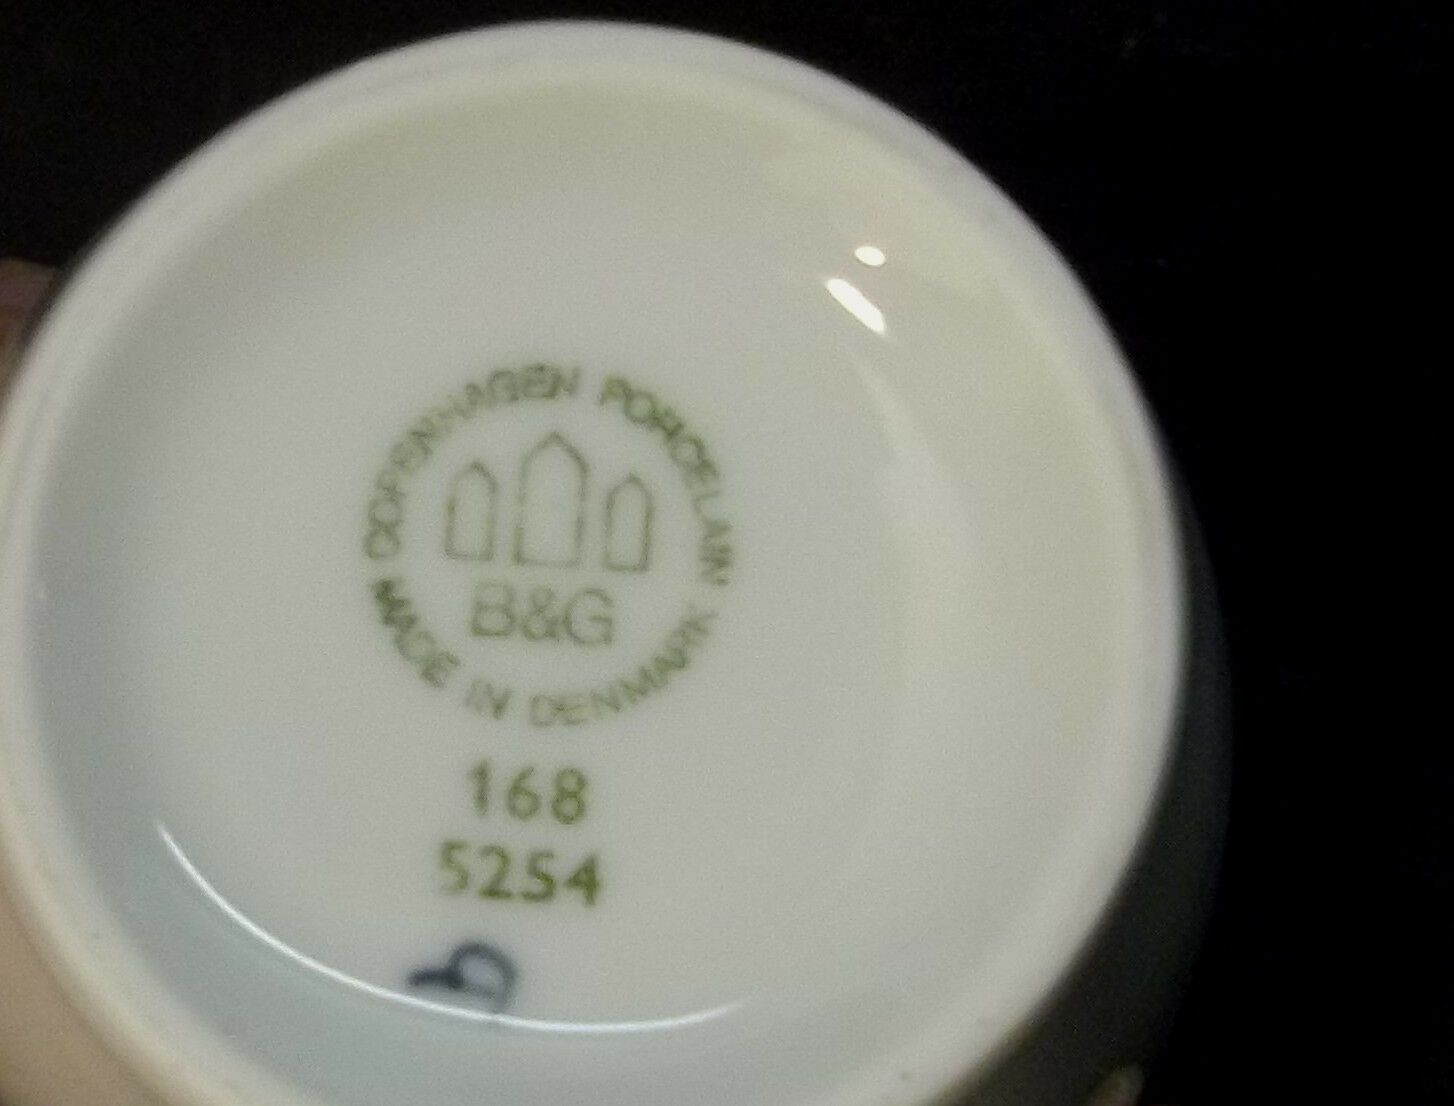 COPENHAGEN PORCELAIN
B&G
MADE IN DENMARK
168
5254